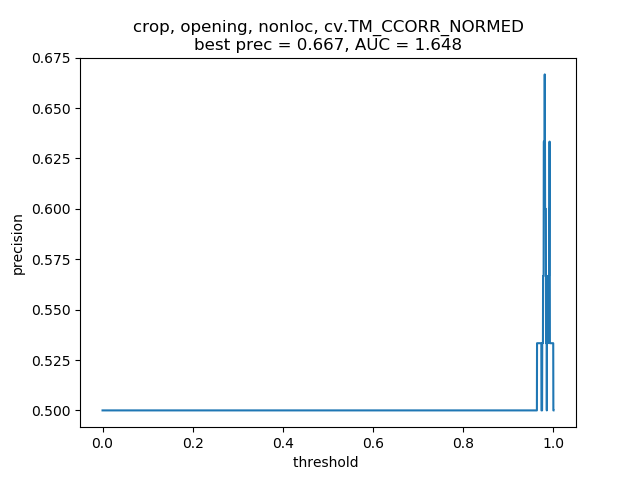 crop, opening, nonloc, cv.TM_CCORR_NORMED
best prec = 0.667, AUC = 1.648
0.675
0.650
0.625
0.600
0.575
0.550
0.525
0.500
precision
0.0 0.2 0.4 0.6 0.8 1.0
threshold